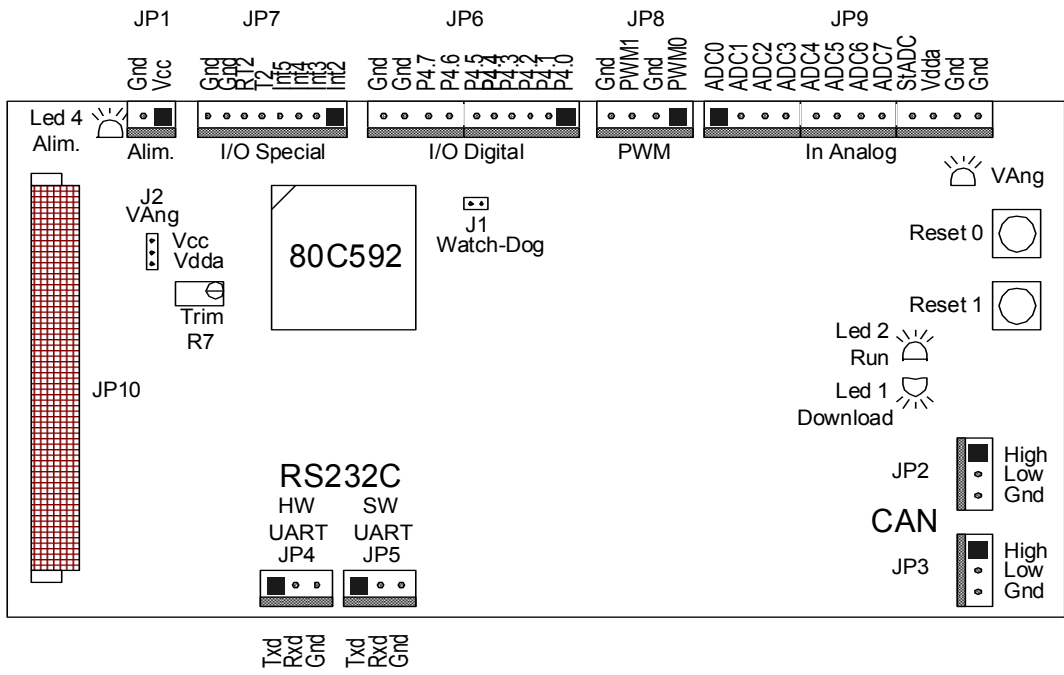 JP1 JP7 JP6 JP8 JP9
Gnd
Vcc
Gnd
Gnd
RT2
T2
Int5
Int4
Int3
Int2
Gnd
Gnd
P4.7
P4.6
P4.5
P4.4
P4.3
P4.2
P4.1
P4.0
Gnd
PWM1
Gnd
PWM0
ADC0
ADC1
ADC2
ADC3
ADC4
ADC5
ADC6
ADC7
StADC
Vdda
Gnd
Gnd
Led 4
Alim.
Alim.
I/O Special
I/O Digital
PWM
In Analog
VAng
J2
VAng
Vcc
Vdda
Trim
R7
80C592
J1
Watch-Dog
Reset 0
Reset 1
Led 2
Run
Led 1
Download
JP10
RS232C
HW
UART
JP4
SW
UART
JP5
JP2
High
Low
Gnd
CAN
JP3
High
Low
Gnd
Txd
Rxd
Gnd
Txd
Rxd
Gnd